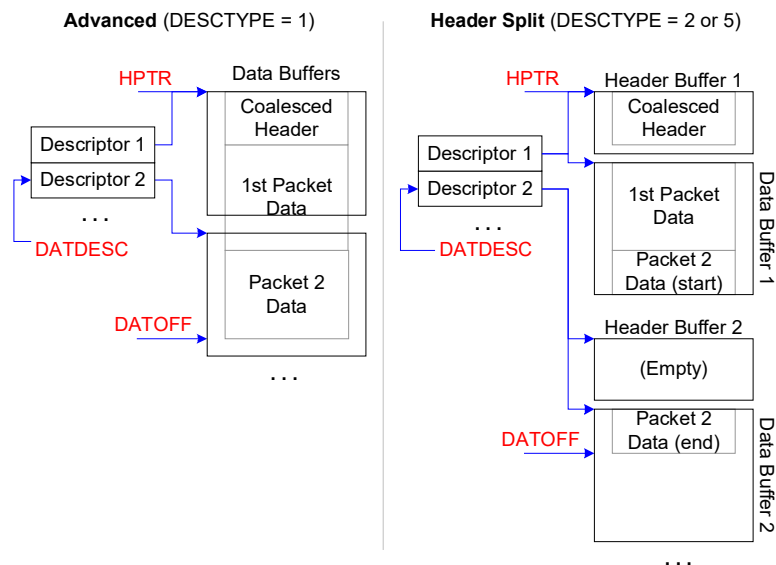 Advanced (DESCTYPE = 1)
HPTR
Data Buffers
Coalesced
Header
Descriptor 1
Descriptor 2
1st Packet
Data
. . .
DATDESC
Packet 2
Data
DATOFF
. . .
Header Split (DESCTYPE = 2 or 5)
HPTR
Header Buffer 1
Coalesced
Header
Descriptor 1
Descriptor 2
1st Packet
Data
. . .
DATDESC
Packet 2
Data (start)
Data Buffer 1
Header Buffer 2
(Empty)
Packet 2
Data (end)
DATOFF
Data Buffer 2
. . .